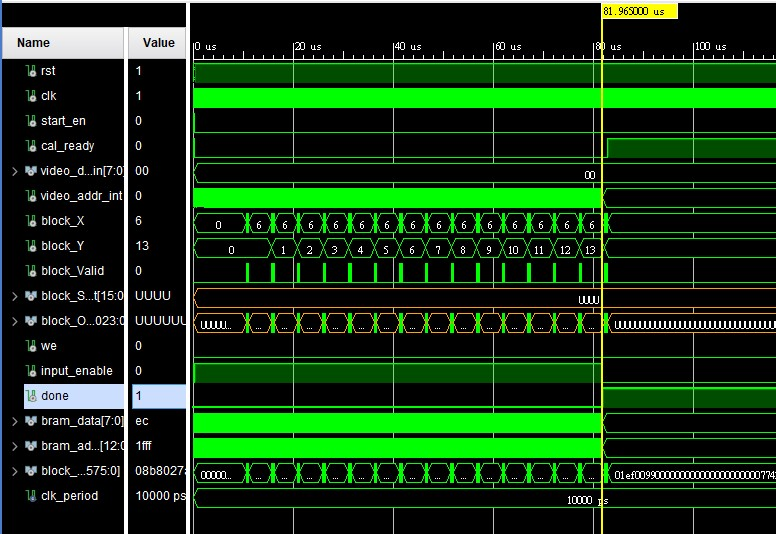 81.965000 us
Name Value
0 us 20 us 40 us 60 us 80 us 100 us
rst 1
clk 1
start_en 0
cal_ready 0
video_d...in[7:0] 00 00
video_addr_int 0
block_X 6 0 6 6 6 6 6 6 6 6 6 6 6 6 6 6
block_Y 13 0 1 2 3 4 5 6 7 8 9 10 11 12 13
block_Valid 0
block_S...t[15:0 UUUU UUUU
block_O...023:0 UUUUUU UUUUU... ... ... ... ... ... ... ... ... ... ... ... ... ... ...
we 0
input_enable 0
done 1
bram_data[7:0] ec
bram_ad...[12:0 1fff
block_...575:0] 08b8027a 00000... ... ... ... ... ... ... ... ... ... ... ... ... ... ...
clk_period 10000 ps 10000 ps